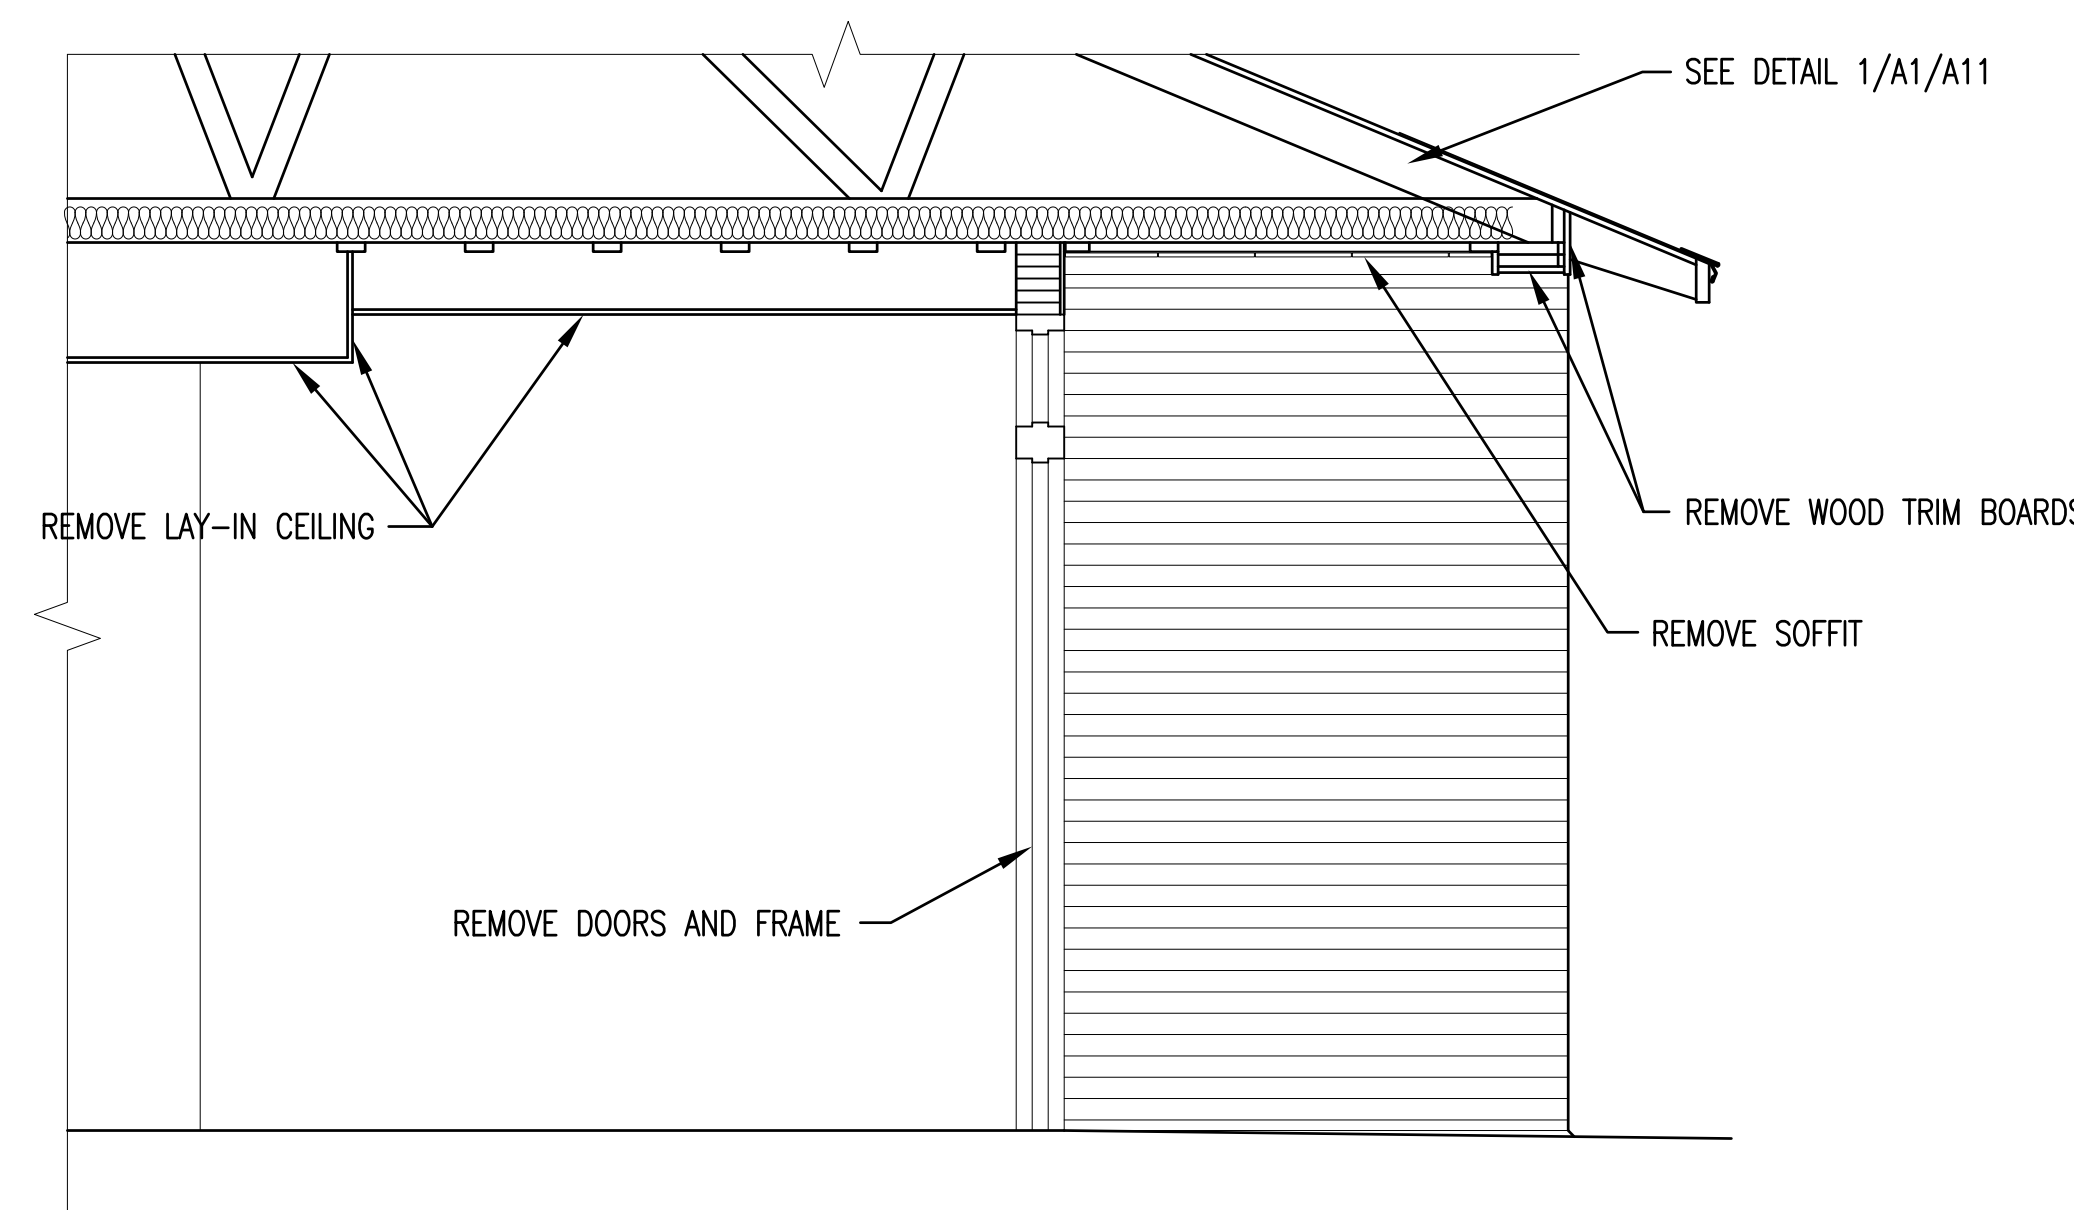 SEE DETAIL 1/A1/A11
REMOVE LAY-IN CEILING
REMOVE WOOD TRIM BOARDS
REMOVE SOFFIT
REMOVE DOORS AND FRAME